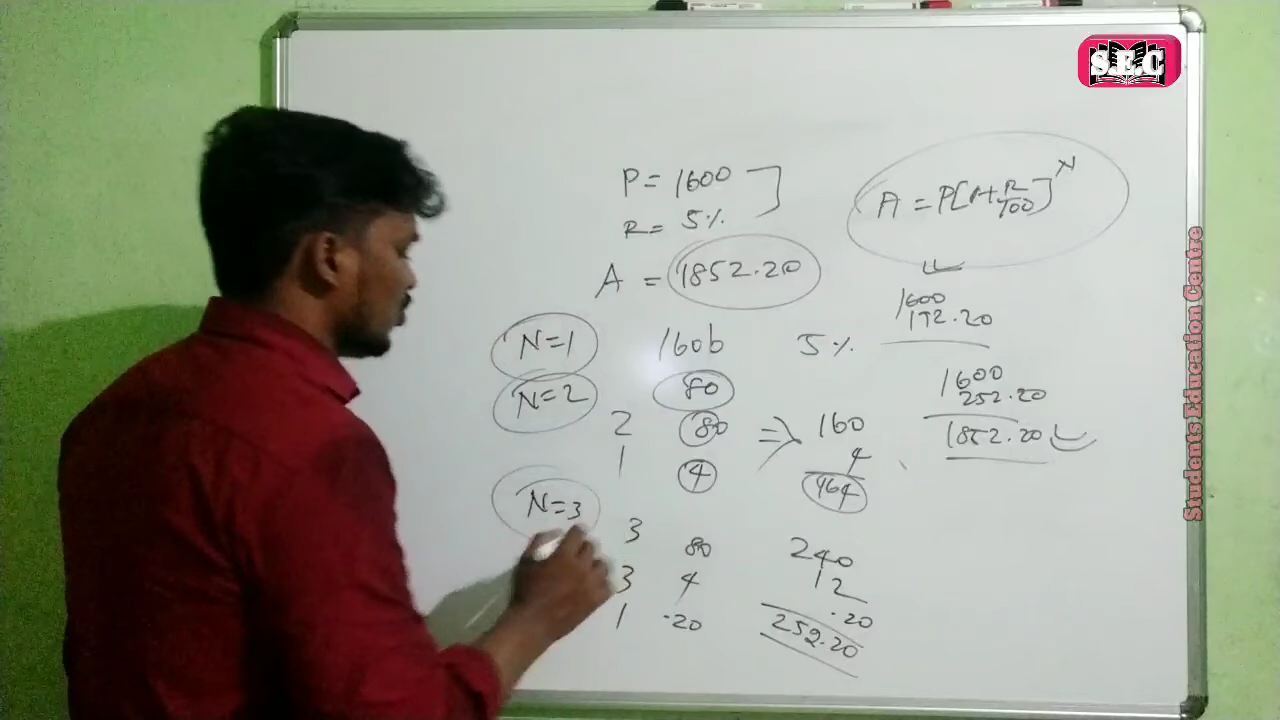 S.E.C
P = 1600
R = 5%
A = P[1+R/100]^N
A = 1852.20
1600
172.20
N=1 1600 5%
80
1600
252.20
1852.20
N=2
2 80 => 160
1 4 4
164
N=3
3 80 240
3 4 12
1 .20 .20
252.20
Students Education Centre